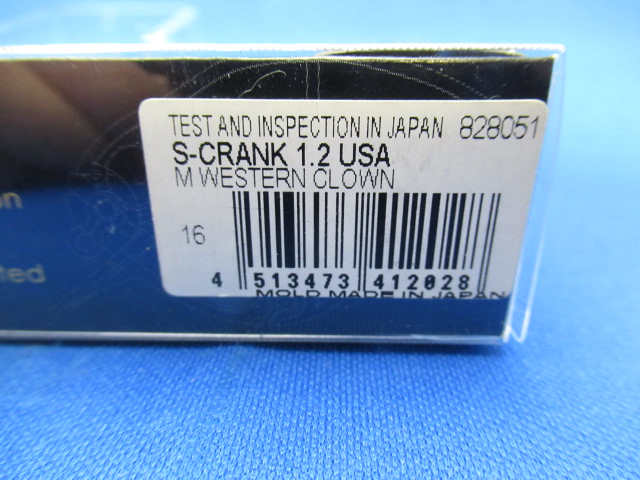 TEST AND INSPECTION IN JAPAN 828051
S-CRANK 1.2 USA
M WESTERN CLOWN
16
4 513473 412028
MOLD MADE IN JAPAN